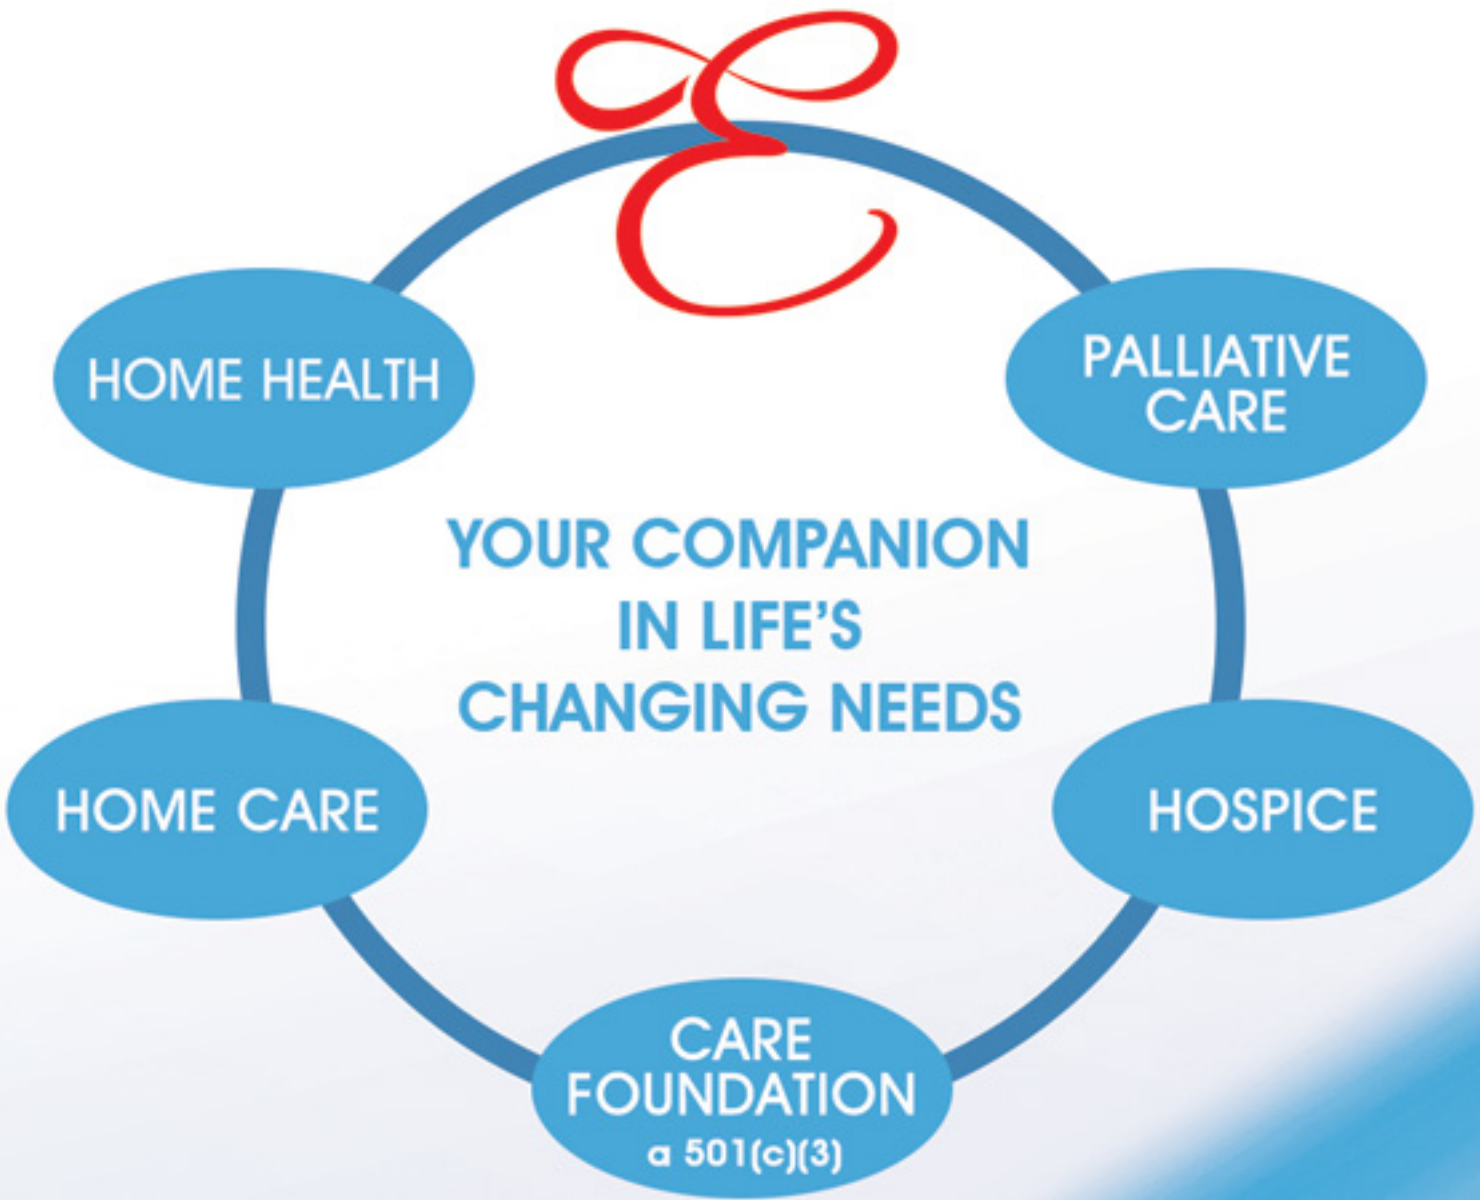 E
HOME HEALTH
PALLIATIVE
CARE
YOUR COMPANION
IN LIFE'S
CHANGING NEEDS
HOME CARE
HOSPICE
CARE
FOUNDATION
a 501(c)(3)